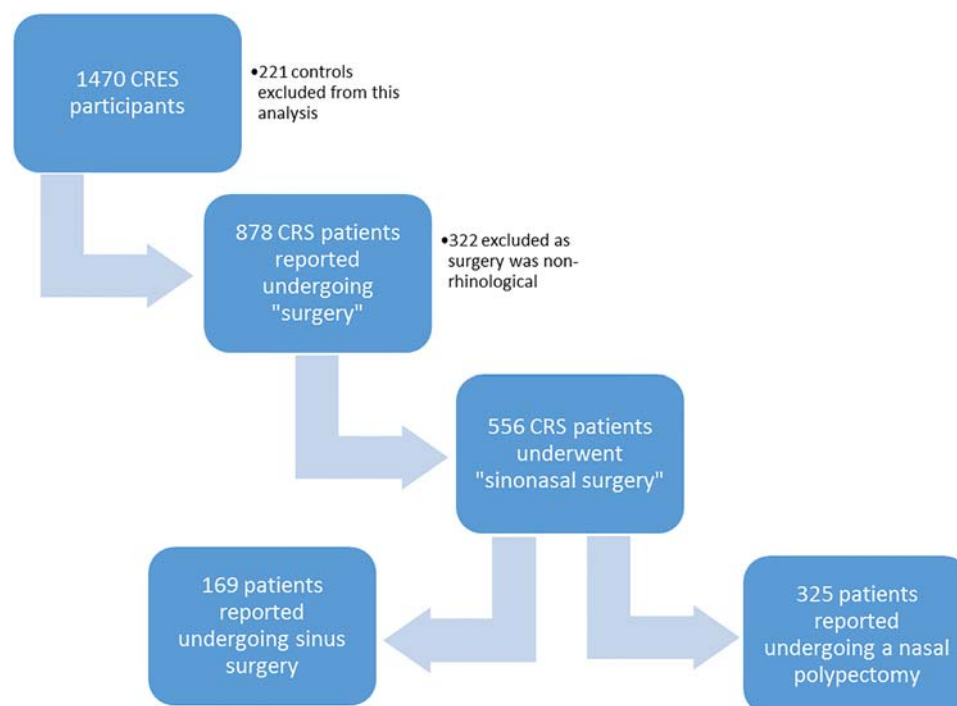 1470 CRES
participants
•221 controls
excluded from this
analysis
878 CRS patients
reported
undergoing
"surgery"
•322 excluded as
surgery was non-
rhinological
556 CRS patients
underwent
"sinonasal surgery"
169 patients
reported
undergoing sinus
surgery
325 patients
reported
undergoing a nasal
polypectomy